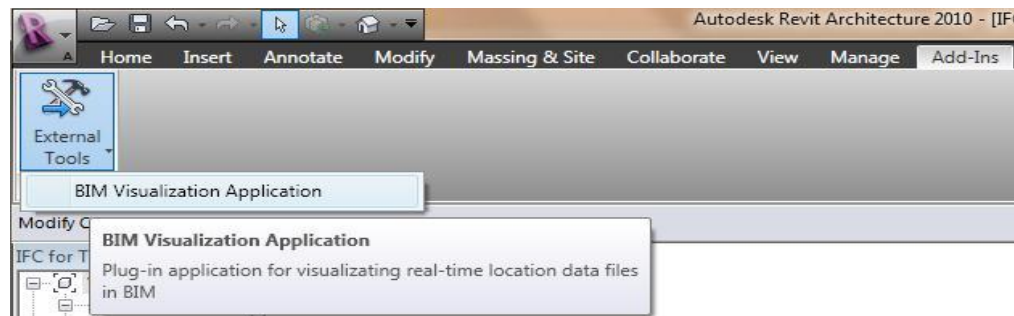 Autodesk Revit Architecture 2010 - [IF
A Home Insert Annotate Modify Massing & Site Collaborate View Manage Add-Ins
External
Tools
BIM Visualization Application
Modify
BIM Visualization Application
IFC for T
Plug-in application for visualizating real-time location data files
in BIM